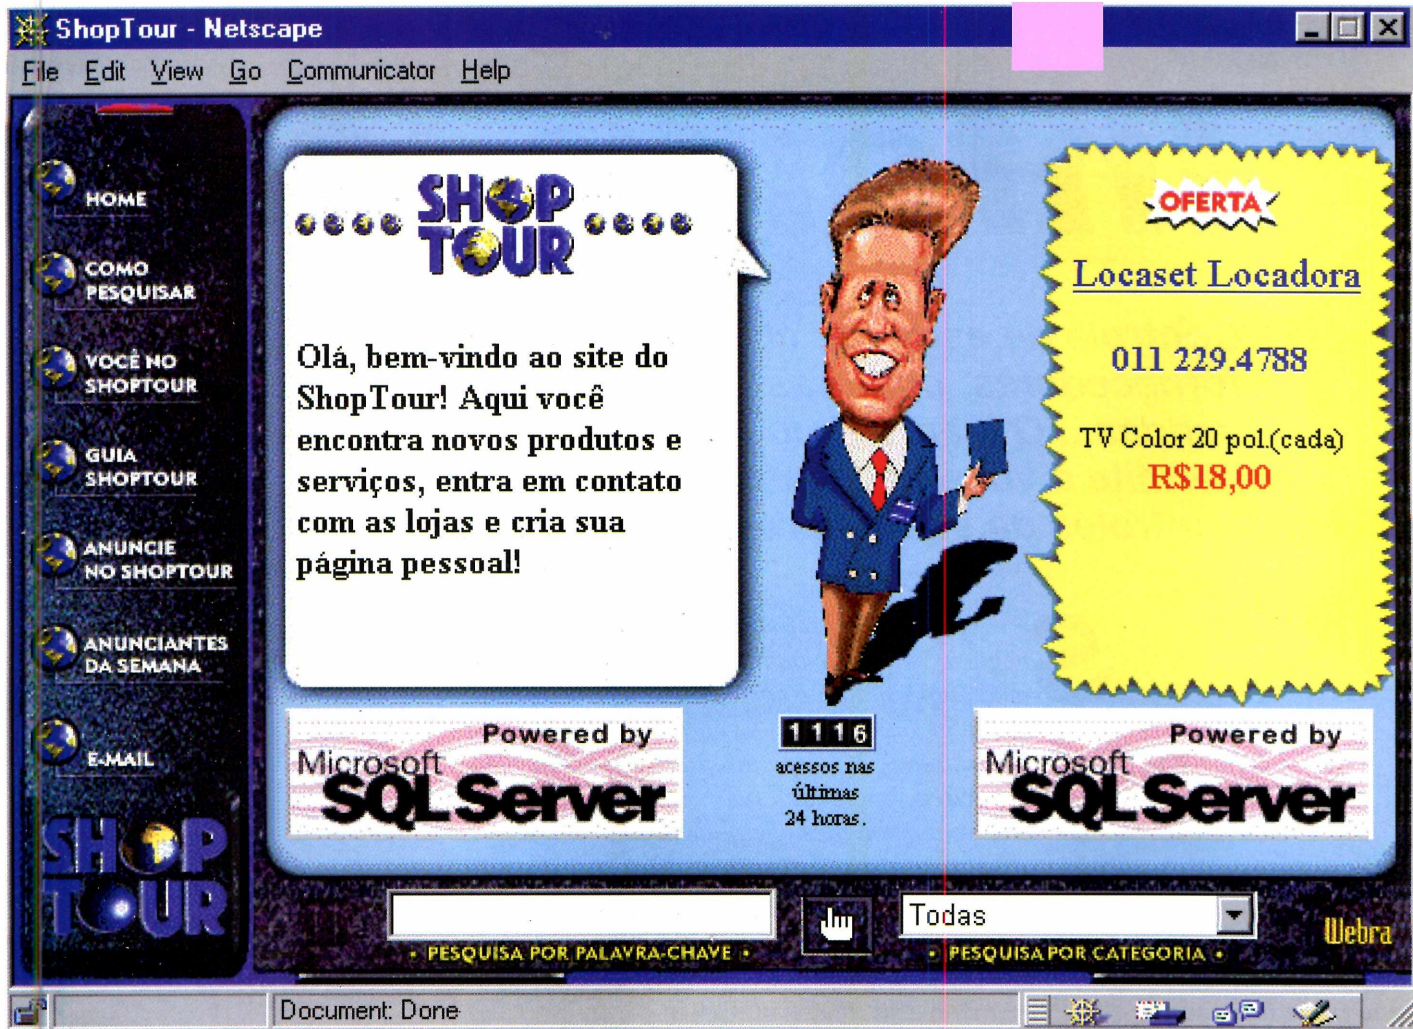 ShopTour - Netscape
File Edit View Go Communicator Help
HOME
COMO
PESQUISAR
VOCÊ NO
SHOPTOUR
GUIA
SHOPTOUR
ANUNCIE
NO SHOPTOUR
ANUNCIANTES
DA SEMANA
E-MAIL
SHOP
TOUR
SHOP
TOUR
Olá, bem-vindo ao site do
ShopTour! Aqui você
encontra novos produtos e
serviços, entra em contato
com as lojas e cria sua
página pessoal!
OFERTA
Locaset Locadora
011 229.4788
TV Color 20 pol.(cada)
R$18,00
Powered by
Microsoft
SQL Server
1116
acessos nas
últimas
24 horas.
Powered by
Microsoft
SQL Server
Todas
• PESQUISA POR PALAVRA-CHAVE •
• PESQUISA POR CATEGORIA •
Webra
Document: Done